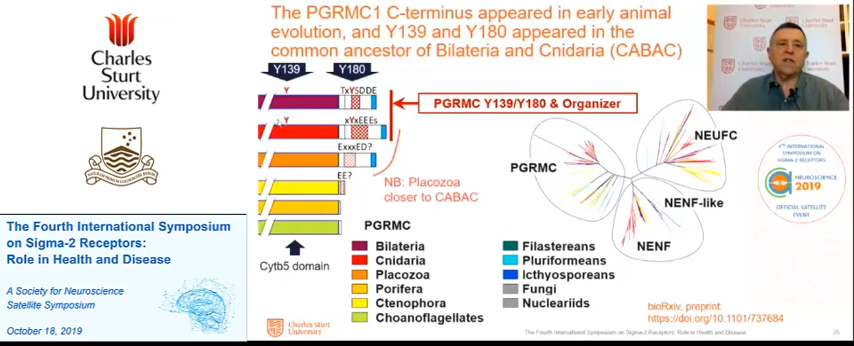 Charles
Sturt
University
The Fourth International Symposium
on Sigma-2 Receptors:
Role in Health and Disease
A Society for Neuroscience
Satellite Symposium
October 18, 2019
The PGRMC1 C-terminus appeared in early animal
evolution, and Y139 and Y180 appeared in the
common ancestor of Bilateria and Cnidaria (CABAC)
Y139
Y180
Y
TxYSDDE
Y
xYxEEEs
ExxxED?
EE?
PGRMC Y139/Y180 & Organizer
NB: Placozoa
closer to CABAC
Cytb5 domain
PGRMC
Bilateria
Cnidaria
Placozoa
Porifera
Ctenophora
Choanoflagellates
Filastereans
Pluriformeans
Icthyosporeans
Fungi
Nucleariids
PGRMC
NEUFC
NENF-like
NENF
4TH INTERNATIONAL
SYMPOSIUM ON
SIGMA-2 RECEPTORS
NEUROSCIENCE
2019
OFFICIAL SATELLITE
EVENT
bioRxiv, preprint:
https://doi.org/10.1101/737684
Charles Sturt
University
The Fourth International Symposium on Sigma-2 Receptors: Role in Health and Disease